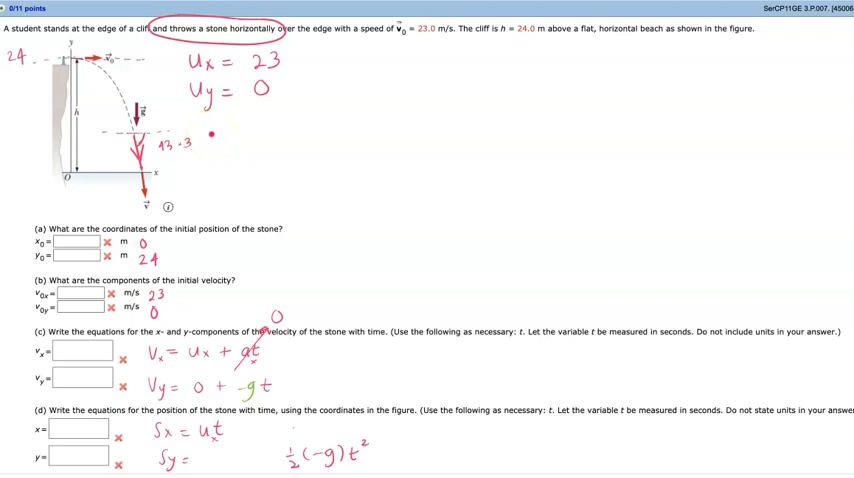 0/11 points
SerCP11GE 3.P.007. [45006
A student stands at the edge of a cliff and throws a stone horizontally over the edge with a speed of v0 = 23.0 m/s. The cliff is h = 24.0 m above a flat, horizontal beach as shown in the figure.
24
y
v0
ux = 23
uy = 0
h
g
43.3
O
x
v
i
(a) What are the coordinates of the initial position of the stone?
x0 = m 0
y0 = m 24
(b) What are the components of the initial velocity?
v0x = m/s 23
v0y = m/s 0
0
(c) Write the equations for the x- and y-components of the velocity of the stone with time. (Use the following as necessary: t. Let the variable t be measured in seconds. Do not include units in your answer.)
vx = Vx = ux + axt
vy = Vy = 0 + -gt
(d) Write the equations for the position of the stone with time, using the coordinates in the figure. (Use the following as necessary: t. Let the variable t be measured in seconds. Do not state units in your answer
x = Sx = uxt
y = Sy = 1/2 (-g) t²